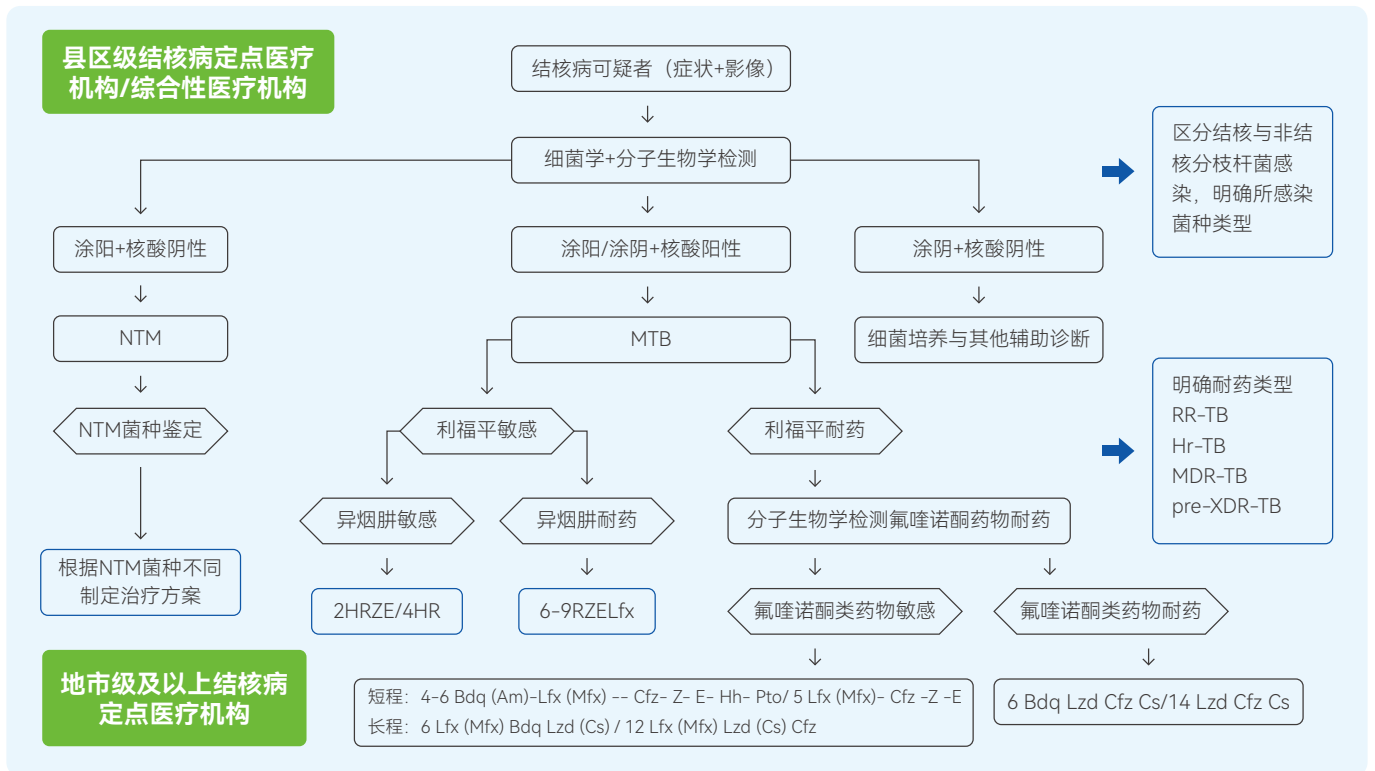 县区级结核病定点医疗
机构/综合性医疗机构
结核病可疑者（症状+影像）
细菌学+分子生物学检测
区分结核与非结
核分枝杆菌感
染，明确所感染
菌种类型
涂阳+核酸阴性
涂阳/涂阴+核酸阳性
涂阴+核酸阴性
NTM
MTB
细菌培养与其他辅助诊断
明确耐药类型
RR-TB
Hr-TB
MDR-TB
pre-XDR-TB
NTM菌种鉴定
利福平敏感
利福平耐药
异烟肼敏感
异烟肼耐药
分子生物学检测氟喹诺酮药物耐药
根据NTM菌种不同
制定治疗方案
2HRZE/4HR
6-9RZELfx
氟喹诺酮类药物敏感
氟喹诺酮类药物耐药
地市级及以上结核病
定点医疗机构
短程：4-6 Bdq (Am)-Lfx (Mfx) -- Cfz- Z- E- Hh- Pto/ 5 Lfx (Mfx)- Cfz -Z -E
长程：6 Lfx (Mfx) Bdq Lzd (Cs) / 12 Lfx (Mfx) Lzd (Cs) Cfz
6 Bdq Lzd Cfz Cs/14 Lzd Cfz Cs